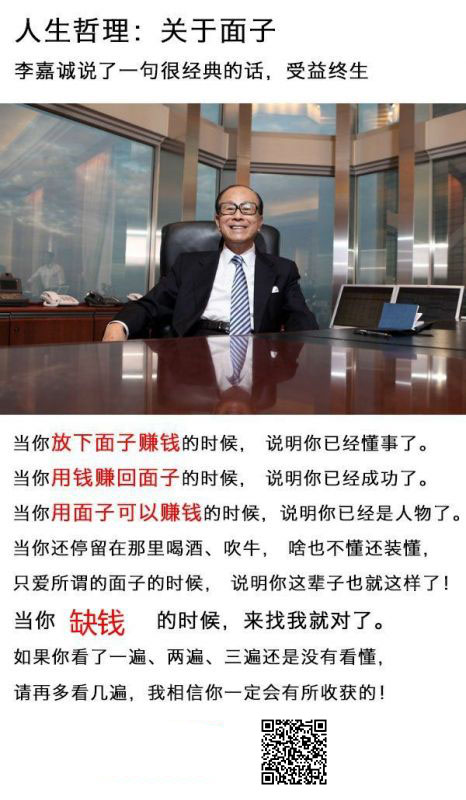 人生哲理：关于面子
李嘉诚说了一句很经典的话，受益终生
当你放下面子赚钱的时候， 说明你已经懂事了。
当你用钱赚回面子的时候， 说明你已经成功了。
当你用面子可以赚钱的时候，说明你已经是人物了。
当你还停留在那里喝酒、吹牛， 啥也不懂还装懂，
只爱所谓的面子的时候， 说明你这辈子也就这样了！
当你 缺钱 的时候，来找我就对了。
如果你看了一遍、两遍、三遍还是没有看懂，
请再多看几遍，我相信你一定会有所收获的！